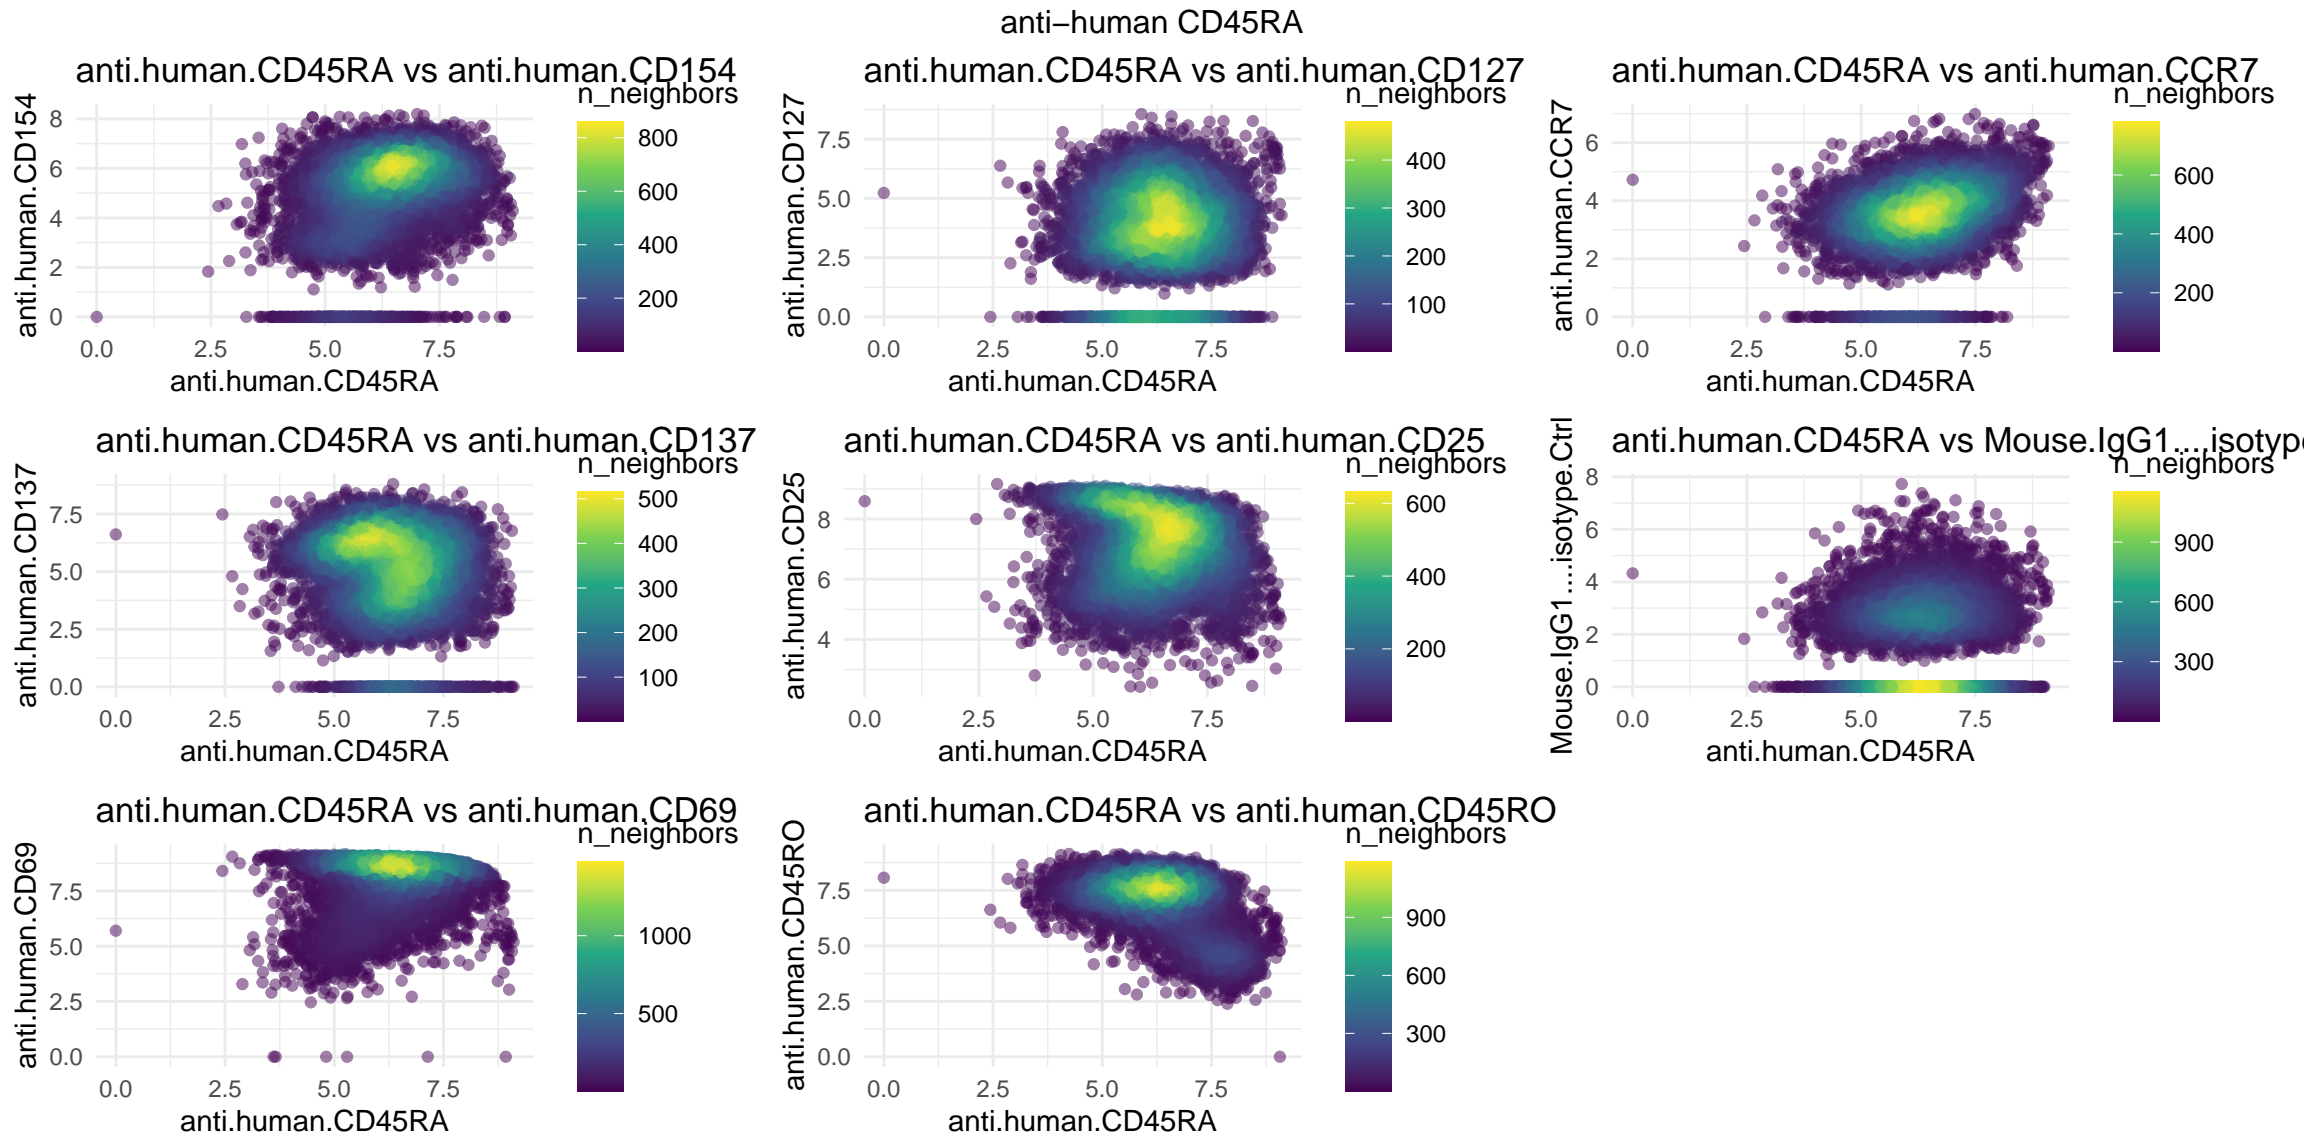 anti−human CD45RA
anti.human.CD45RA vs anti.human.CD154
n_neighbors
800
600
400
200
anti.human.CD154
8
6
4
2
0
0.0 2.5 5.0 7.5
anti.human.CD45RA
anti.human.CD45RA vs anti.human.CD127
n_neighbors
400
300
200
100
anti.human.CD127
7.5
5.0
2.5
0.0
0.0 2.5 5.0 7.5
anti.human.CD45RA
anti.human.CD45RA vs anti.human.CCR7
n_neighbors
600
400
200
anti.human.CCR7
6
4
2
0
0.0 2.5 5.0 7.5
anti.human.CD45RA
anti.human.CD45RA vs anti.human.CD137
n_neighbors
500
400
300
200
100
anti.human.CD137
7.5
5.0
2.5
0.0
0.0 2.5 5.0 7.5
anti.human.CD45RA
anti.human.CD45RA vs anti.human.CD25
n_neighbors
600
400
200
anti.human.CD25
8
6
4
0.0 2.5 5.0 7.5
anti.human.CD45RA
anti.human.CD45RA vs Mouse.IgG1....isotype
n_neighbors
900
600
300
Mouse.IgG1....isotype.Ctrl
8
6
4
2
0
0.0 2.5 5.0 7.5
anti.human.CD45RA
anti.human.CD45RA vs anti.human.CD69
n_neighbors
1000
500
anti.human.CD69
7.5
5.0
2.5
0.0
0.0 2.5 5.0 7.5
anti.human.CD45RA
anti.human.CD45RA vs anti.human.CD45RO
n_neighbors
900
600
300
anti.human.CD45RO
7.5
5.0
2.5
0.0
0.0 2.5 5.0 7.5
anti.human.CD45RA